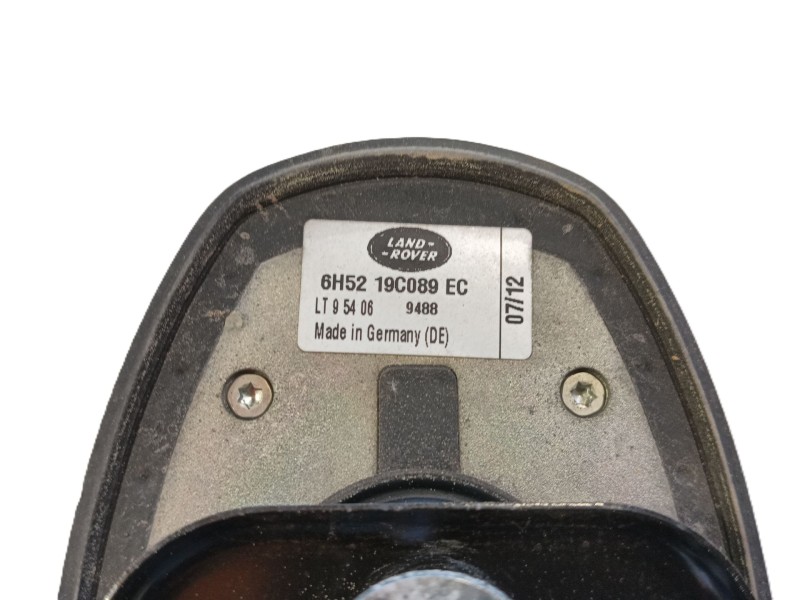 LAND-
-ROVER
6H52 19C089 EC
LT 9 54 06 9488
Made in Germany (DE)
07/12